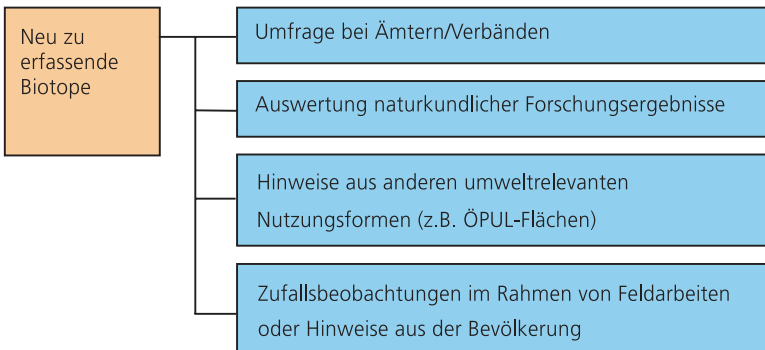 Neu zu
erfassende
Biotope
Umfrage bei Ämtern/Verbänden
Auswertung naturkundlicher Forschungsergebnisse
Hinweise aus anderen umweltrelevanten
Nutzungsformen (z.B. ÖPUL-Flächen)
Zufallsbeobachtungen im Rahmen von Feldarbeiten
oder Hinweise aus der Bevölkerung